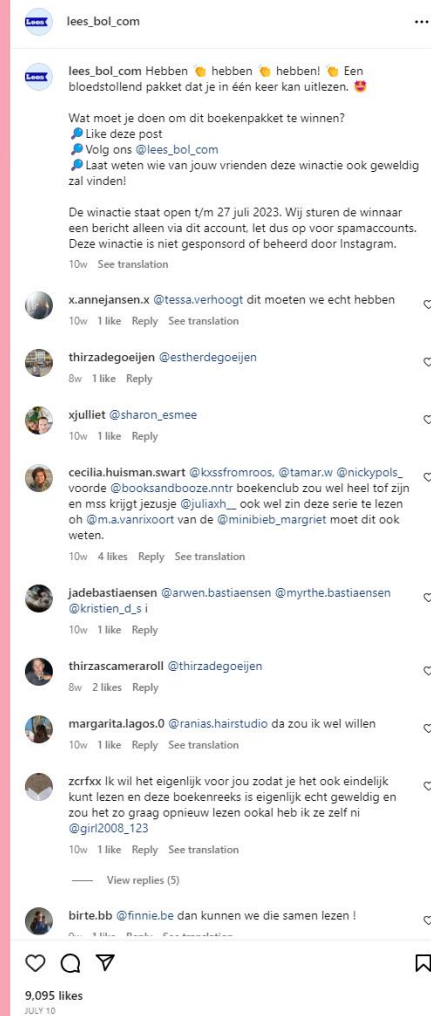 Lees
lees_bol_com
...
Lees
lees_bol_com Hebben 👏 hebben 👏 hebben! 👏 Een
bloedstollend pakket dat je in één keer kan uitlezen. 🤩
Wat moet je doen om dit boekenpakket te winnen?
🔎Like deze post
🔎Volg ons @lees_bol_com
🔎Laat weten wie van jouw vrienden deze winactie ook geweldig
zal vinden!
De winactie staat open t/m 27 juli 2023. Wij sturen de winnaar
een bericht alleen via dit account, let dus op voor spamaccounts.
Deze winactie is niet gesponsord of beheerd door Instagram.
10w See translation
x.annejansen.x @tessa.verhoogt dit moeten we echt hebben
10w 1 like Reply See translation
thirzadegoeijen @estherdegoeijen
8w 1 like Reply
xjulliet @sharon_esmee
10w 1 like Reply
cecilia.huisman.swart @kxssfromroos, @tamar.w @nickypols_
voorde @booksandbooze.nntr boekenclub zou wel heel tof zijn
en mss krijgt jezusje @juliaxh__ ook wel zin deze serie te lezen
oh @m.a.vanrixoort van de @minibieb_margriet moet dit ook
weten.
10w 4 likes Reply See translation
jadebastiaensen @arwen.bastiaensen @myrthe.bastiaensen
@kristien_d_s i
10w 1 like Reply
thirzascameraroll @thirzadegoeijen
8w 2 likes Reply
margarita.lagos.0 @ranias.hairstudio da zou ik wel willen
10w 1 like Reply See translation
zcrfxx Ik wil het eigenlijk voor jou zodat je het ook eindelijk
kunt lezen en deze boekenreeks is eigenlijk echt geweldig en
zou het zo graag opnieuw lezen ookal heb ik ze zelf ni
@girl2008_123
10w 1 like Reply See translation
View replies (5)
birte.bb @finnie.be dan kunnen we die samen lezen !
9w 1 like Reply See translation
9,095 likes
JULY 10